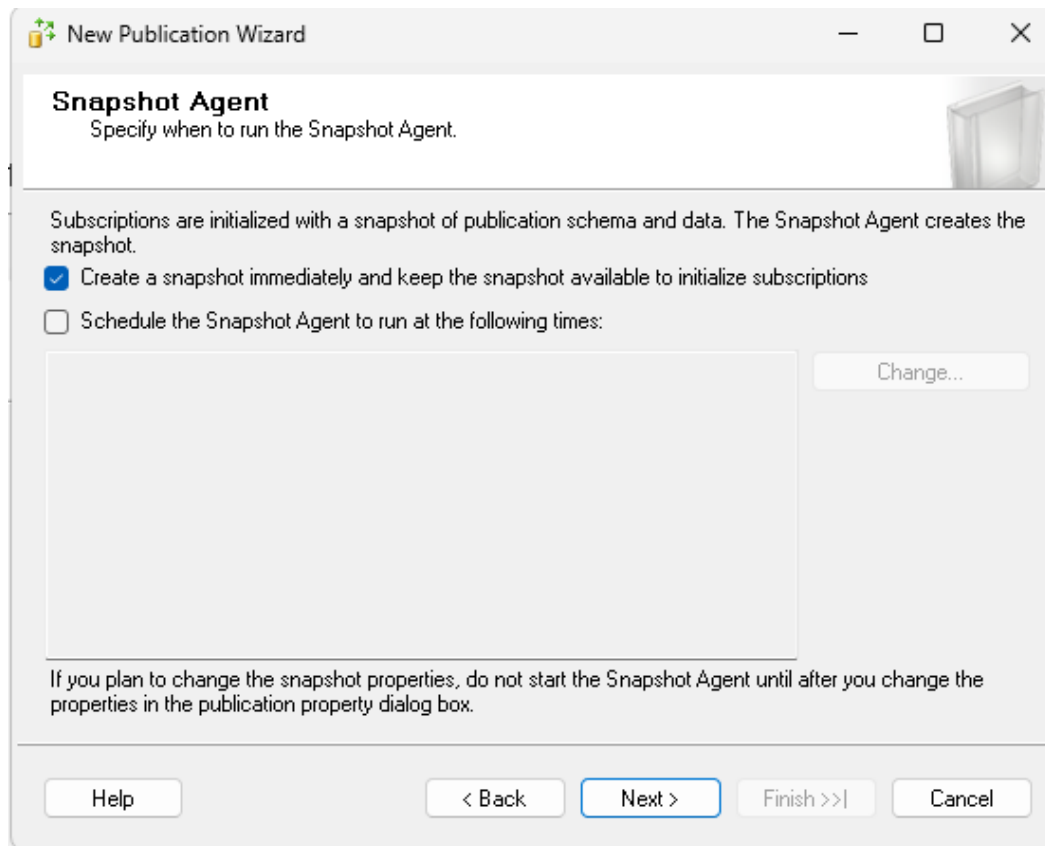 New Publication Wizard
Snapshot Agent
Specify when to run the Snapshot Agent.
Subscriptions are initialized with a snapshot of publication schema and data. The Snapshot Agent creates the
snapshot.
Create a snapshot immediately and keep the snapshot available to initialize subscriptions
Schedule the Snapshot Agent to run at the following times:
Change...
If you plan to change the snapshot properties, do not start the Snapshot Agent until after you change the
properties in the publication property dialog box.
Help
< Back
Next >
Finish >>|
Cancel